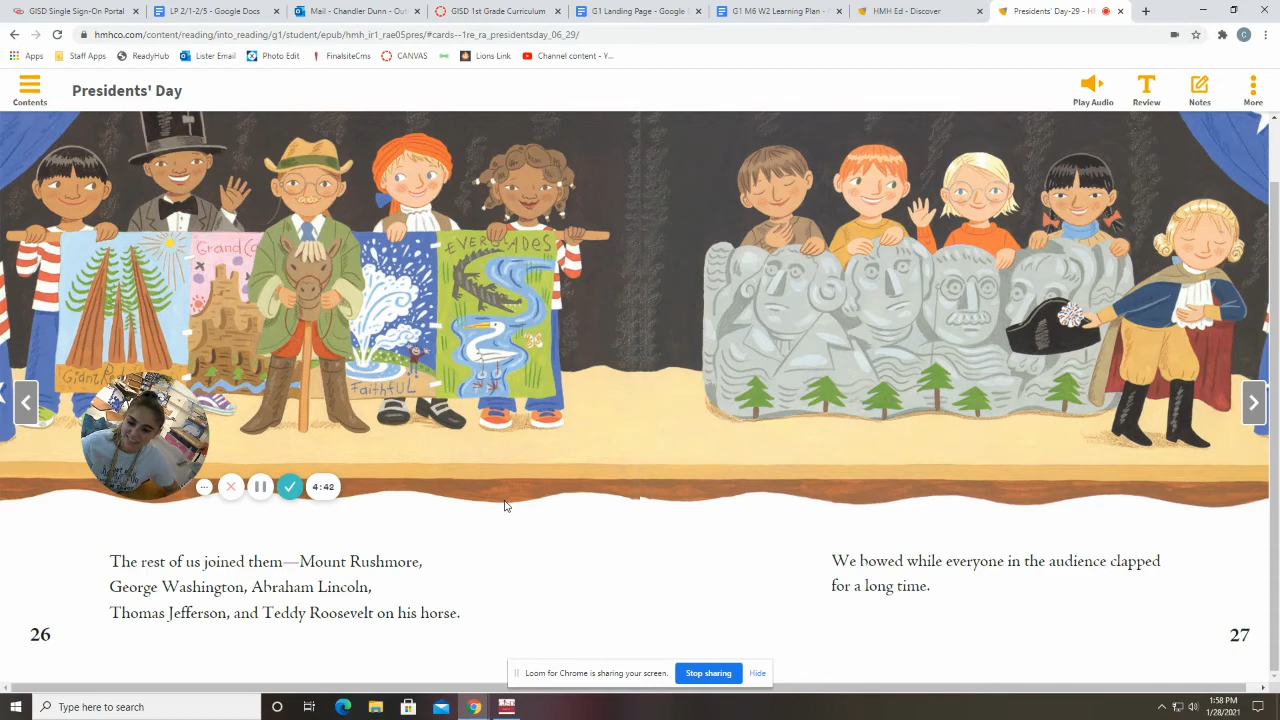 GISD Single Sign-On Portal
LP 2/1-2/5 - Google Docs
Mail - Chandler Dunn - Out
GISD 1st Grade Curriculum
G1 Landing Page - Google
G1 M6 W2 Learning Plan -
HMH Ed - Discover
Presidents' Day-29 - H
hmhco.com/content/reading/into_reading/g1/student/epub/hmh_ir1_rae05pres/#cards--1re_ra_presidentsday_06_29/
C
Apps
Staff Apps
ReadyHub
Lister Email
Photo Edit
FinalsiteCms
CANVAS
Lions Link
Channel content - Y...
Contents
Presidents' Day
Play Audio
Review
Notes
More
Grand
EVERGLADES
Giant
Faithful
4:42
The rest of us joined them—Mount Rushmore,
George Washington, Abraham Lincoln,
Thomas Jefferson, and Teddy Roosevelt on his horse.
26
We bowed while everyone in the audience clapped
for a long time.
27
Loom for Chrome is sharing your screen.
Stop sharing
Hide
Type here to search
1:58 PM
1/28/2021